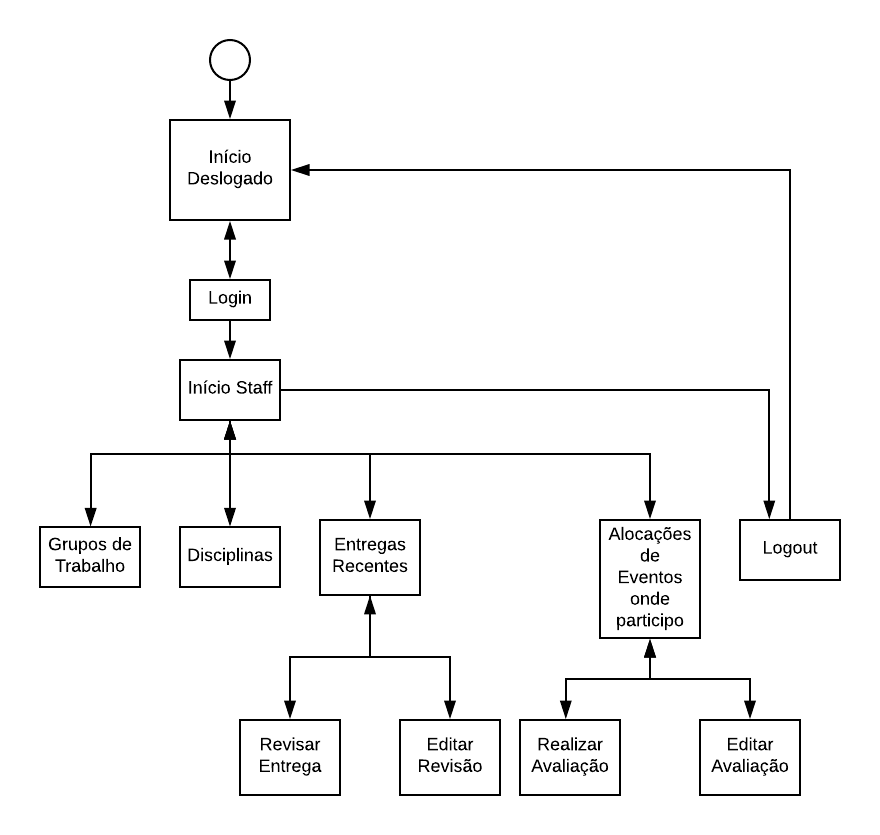 Início
Deslogado
Login
Início Staff
Grupos de
Trabalho
Disciplinas
Entregas
Recentes
Alocações
de
Eventos
onde
participo
Logout
Revisar
Entrega
Editar
Revisão
Realizar
Avaliação
Editar
Avaliação